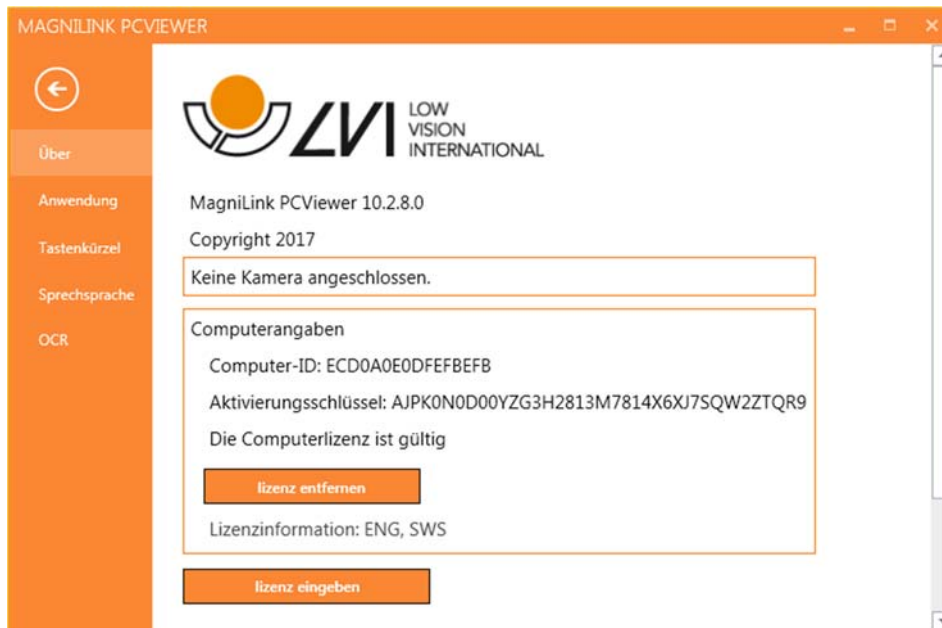 MAGNILINK PCVIEWER
Über
Anwendung
Tastenkürzel
Sprechsprache
OCR
LVI
LOW
VISION
INTERNATIONAL
MagniLink PCViewer 10.2.8.0
Copyright 2017
Keine Kamera angeschlossen.
Computerangaben
Computer-ID: ECD0A0E0DFEFBEFB
Aktivierungsschlüssel: AJPK0N0D00YZG3H2813M7814X6XJ7SQW2ZTQR9
Die Computerlizenz ist gültig
lizenz entfernen
Lizenzinformation: ENG, SWS
lizenz eingeben